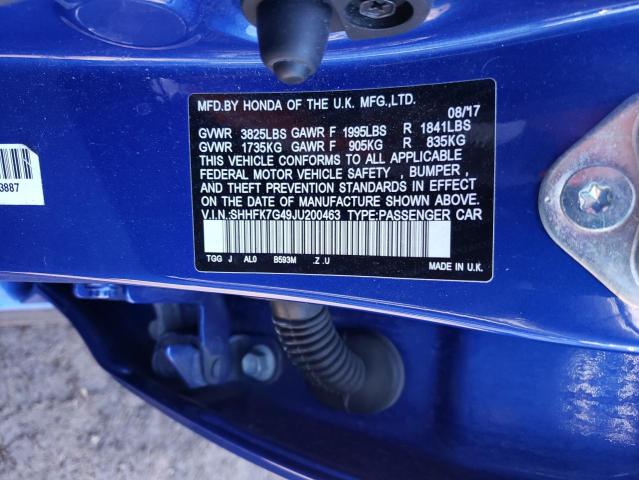 MFD.BY HONDA OF THE U.K. MFG.,LTD.
08/17
GVWR 3825LBS GAWR F 1995LBS R 1841LBS
GVWR 1735KG GAWR F 905KG R 835KG
THIS VEHICLE CONFORMS TO ALL APPLICABLE
FEDERAL MOTOR VEHICLE SAFETY , BUMPER ,
AND THEFT PREVENTION STANDARDS IN EFFECT
ON THE DATE OF MANUFACTURE SHOWN ABOVE.
V.I.N.:SHHFK7G49JU200463 TYPE:PASSENGER CAR
TGG J AL0 B593M .Z .U
MADE IN U.K.
3887